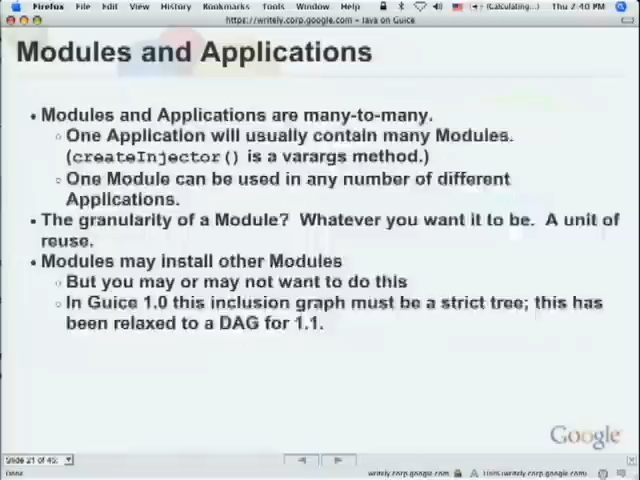 Firefox File Edit View History Bookmarks Tools Window Help (Calculating...) Thu 2:40 PM
https://writely.corp.google.com - Java on Guice
Modules and Applications
• Modules and Applications are many-to-many.
○ One Application will usually contain many Modules.
(createInjector() is a varargs method.)
○ One Module can be used in any number of different
Applications.
• The granularity of a Module? Whatever you want it to be. A unit of
reuse.
• Modules may install other Modules
○ But you may or may not want to do this
○ In Guice 1.0 this inclusion graph must be a strict tree; this has
been relaxed to a DAG for 1.1.
Google
Slide 21 of 45:
Done writely.corp.google.com